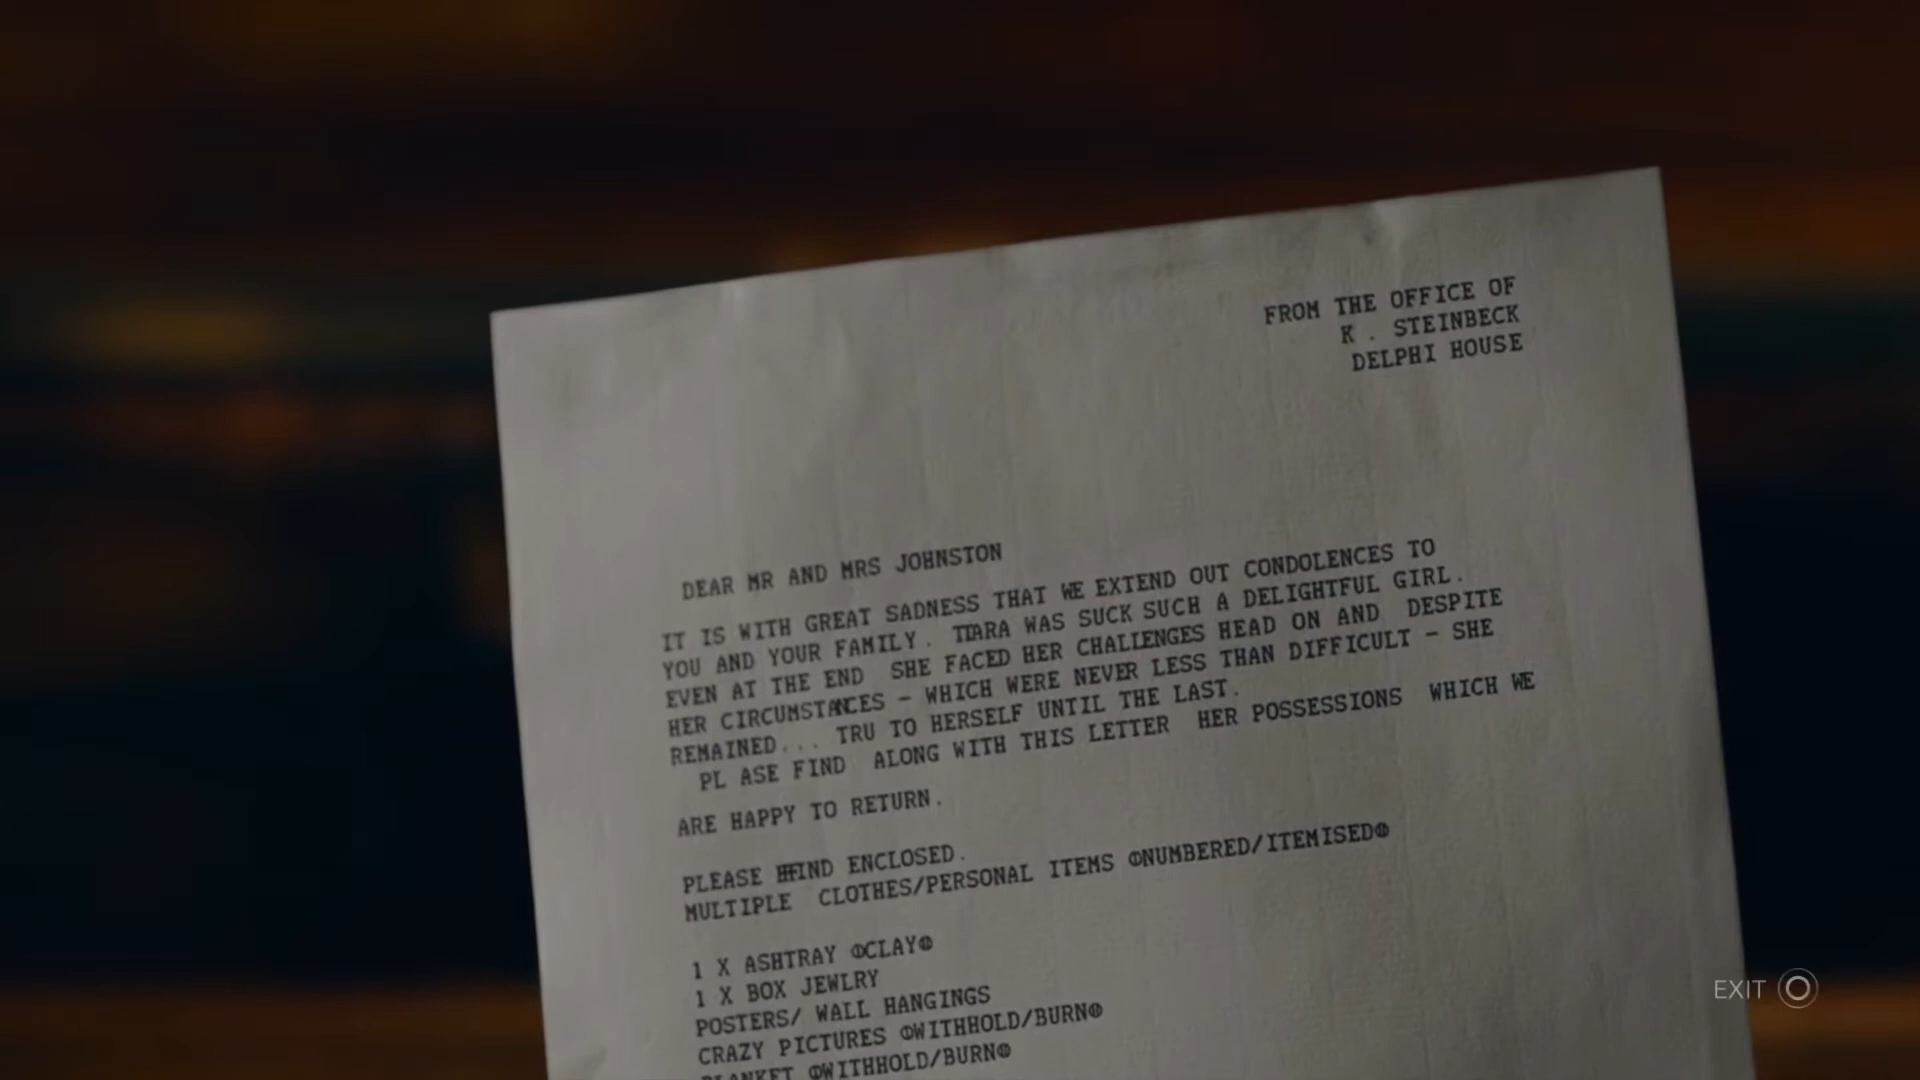 FROM THE OFFICE OF
K . STEINBECK
DELPHI HOUSE
DEAR MR AND MRS JOHNSTON
IT IS WITH GREAT SADNESS THAT WE EXTEND OUT CONDOLENCES TO
YOU AND YOUR FAMILY. TIARA WAS SUCK SUCH A DELIGHTFUL GIRL.
EVEN AT THE END SHE FACED HER CHALLENGES HEAD ON AND DESPITE
HER CIRCUMSTANCES - WHICH WERE NEVER LESS THAN DIFFICULT - SHE
REMAINED... TRU TO HERSELF UNTIL THE LAST.
PL ASE FIND ALONG WITH THIS LETTER HER POSSESSIONS WHICH WE
ARE HAPPY TO RETURN.
PLEASE FIND ENCLOSED.
MULTIPLE CLOTHES/PERSONAL ITEMS NUMBERED/ITEMISED
1 X ASHTRAY CLAY
1 X BOX JEWLRY
POSTERS/ WALL HANGINGS
CRAZY PICTURES WITHHOLD/BURN
BLANKET WITHHOLD/BURN
EXIT